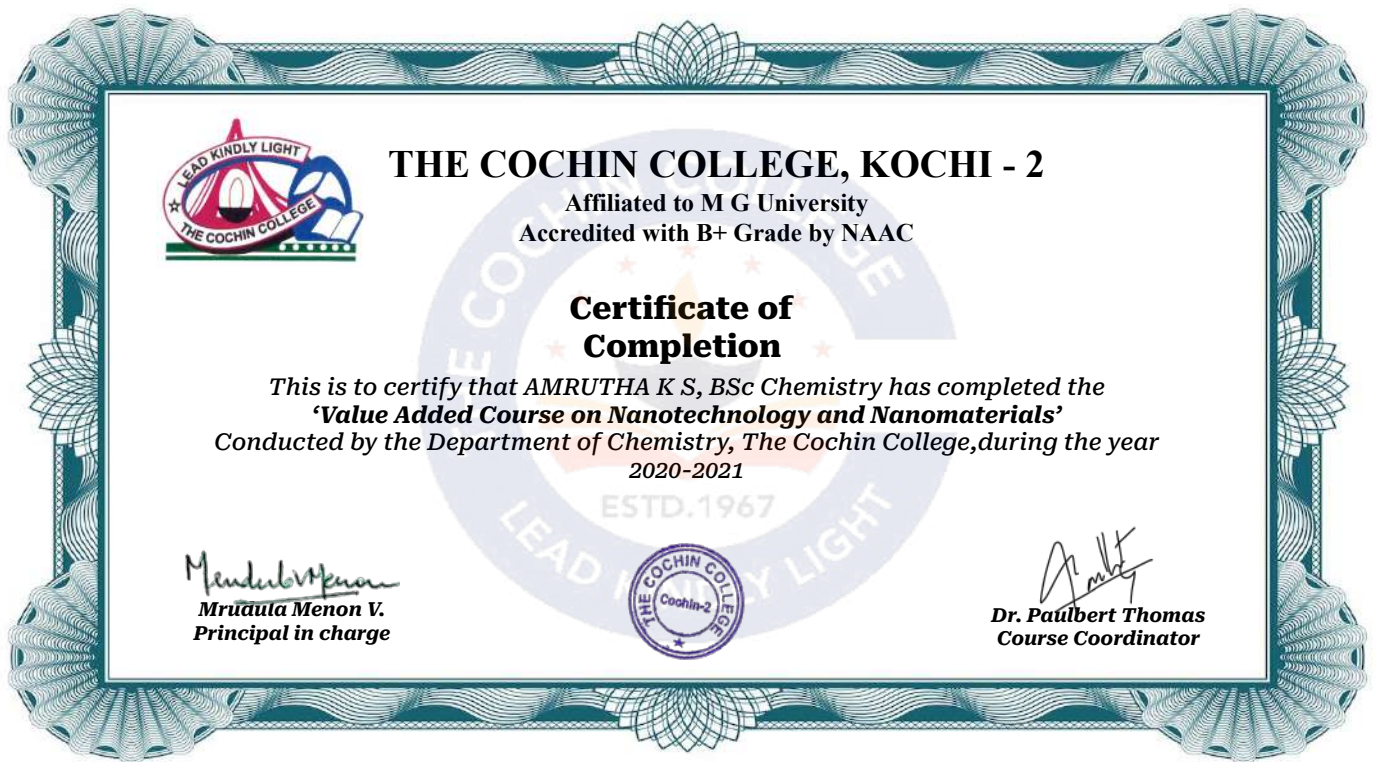 LEAD KINDLY LIGHT
THE COCHIN COLLEGE
THE COCHIN COLLEGE, KOCHI - 2
Affiliated to M G University
Accredited with B+ Grade by NAAC
THE COCHIN COLLEGE
Certificate of
Completion
This is to certify that AMRUTHA K S, BSc Chemistry has completed the
‘Value Added Course on Nanotechnology and Nanomaterials’
Conducted by the Department of Chemistry, The Cochin College,during the year
2020-2021
ESTD.1967
LEAD KINDLY LIGHT
Mrudula Menon V.
Principal in charge
THE COCHIN COLLEGE
Cochin-2
Dr. Paulbert Thomas
Course Coordinator